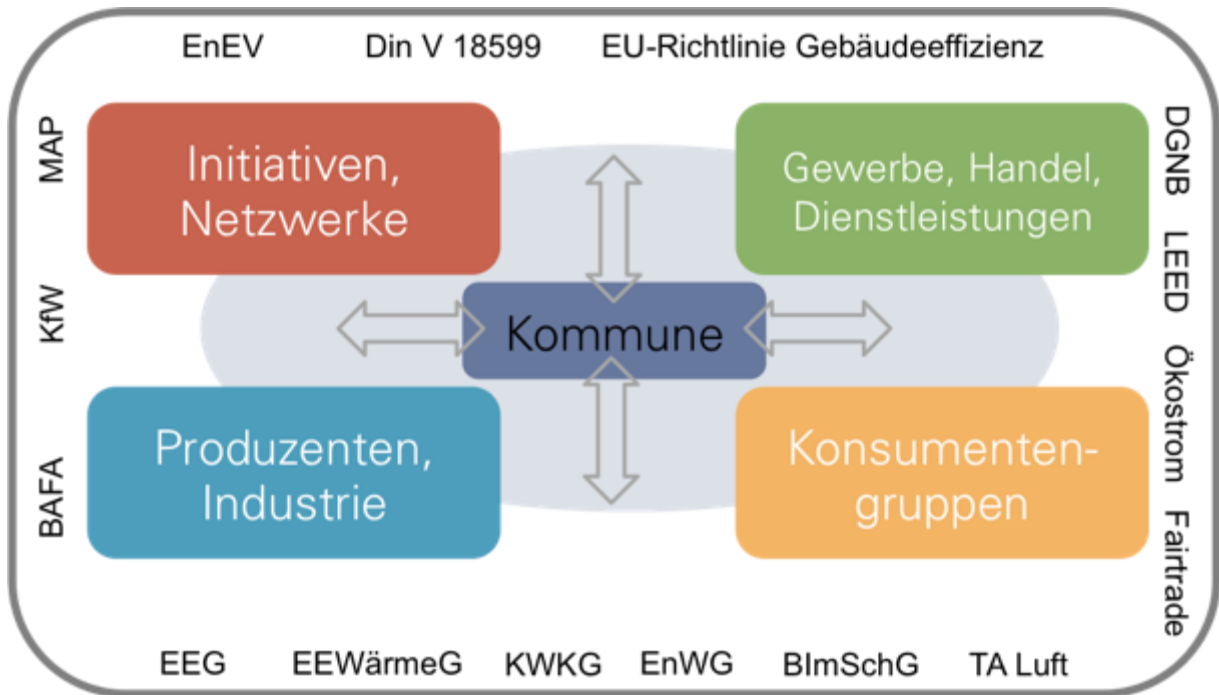 EnEV Din V 18599 EU-Richtlinie Gebäudeeffizienz
MAP
KfW
BAFA
Initiativen,
Netzwerke
Gewerbe, Handel,
Dienstleistungen
Kommune
Produzenten,
Industrie
Konsumenten-
gruppen
DGNB LEED Ökostrom Fairtrade
EEG EEWärmeG KWKG EnWG BImSchG TA Luft